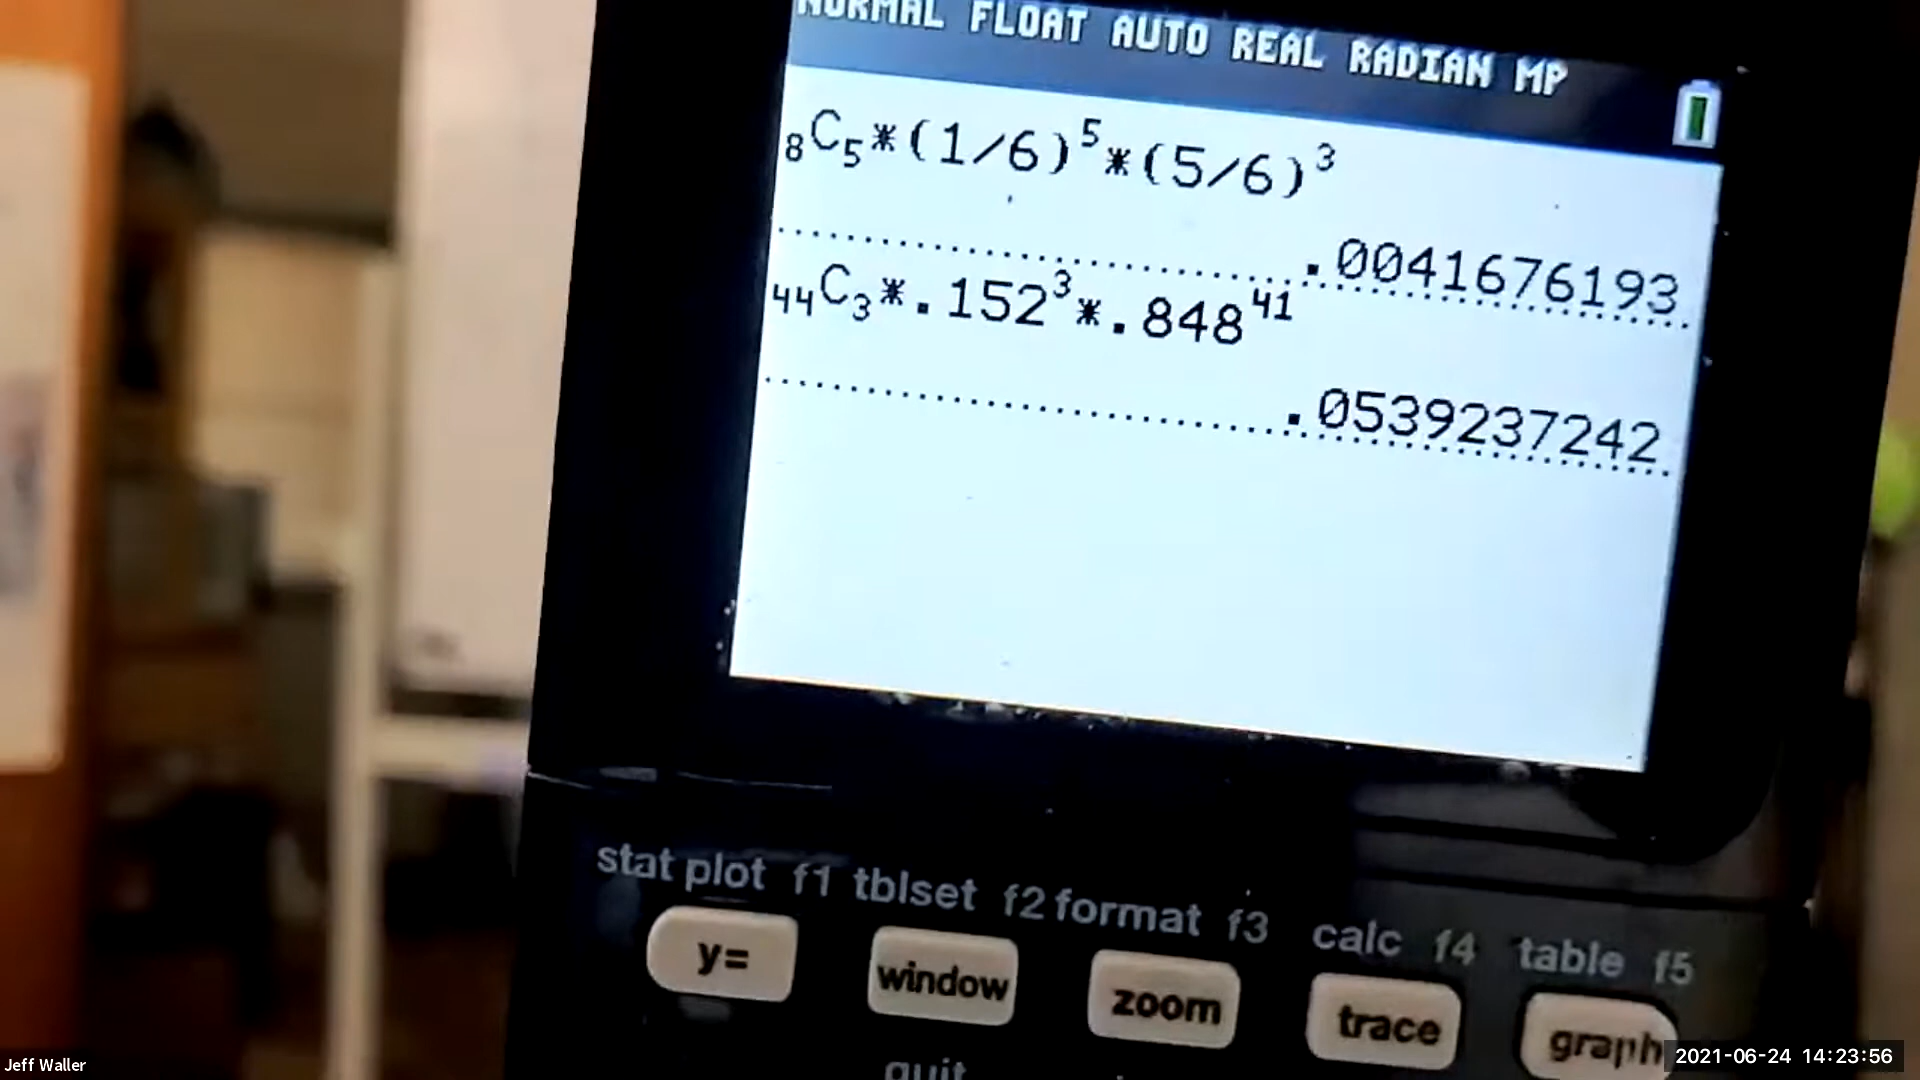 NORMAL FLOAT AUTO REAL RADIAN MP
₈C₅*(1/6)⁵*(5/6)³
.0041676193
₄₄C₃*.152³*.848⁴¹
.0539237242
stat plot f1 tblset f2 format f3 calc f4 table f5
y= window zoom trace graph
quit
Jeff Waller
2021-06-24 14:23:56